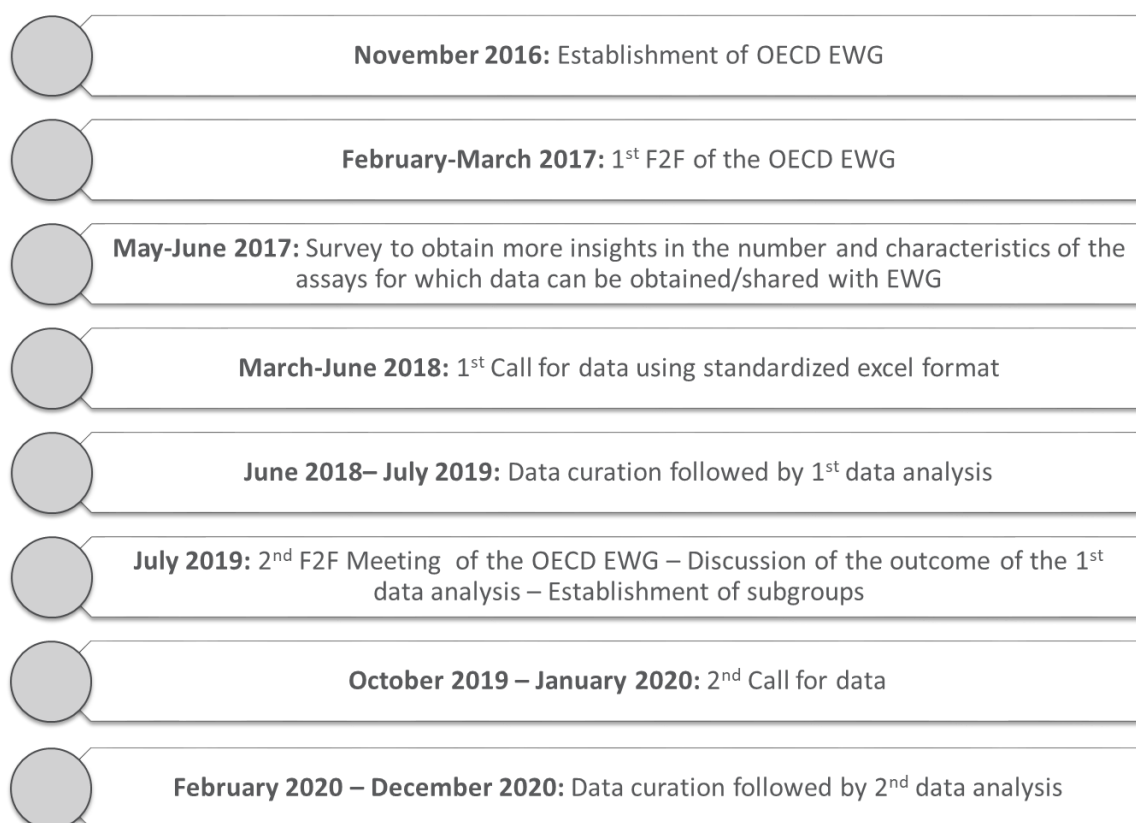 November 2016: Establishment of OECD EWG
February-March 2017: 1st F2F of the OECD EWG
May-June 2017: Survey to obtain more insights in the number and characteristics of the
assays for which data can be obtained/shared with EWG
March-June 2018: 1st Call for data using standardized excel format
June 2018– July 2019: Data curation followed by 1st data analysis
July 2019: 2nd F2F Meeting of the OECD EWG – Discussion of the outcome of the 1st
data analysis – Establishment of subgroups
October 2019 – January 2020: 2nd Call for data
February 2020 – December 2020: Data curation followed by 2nd data analysis